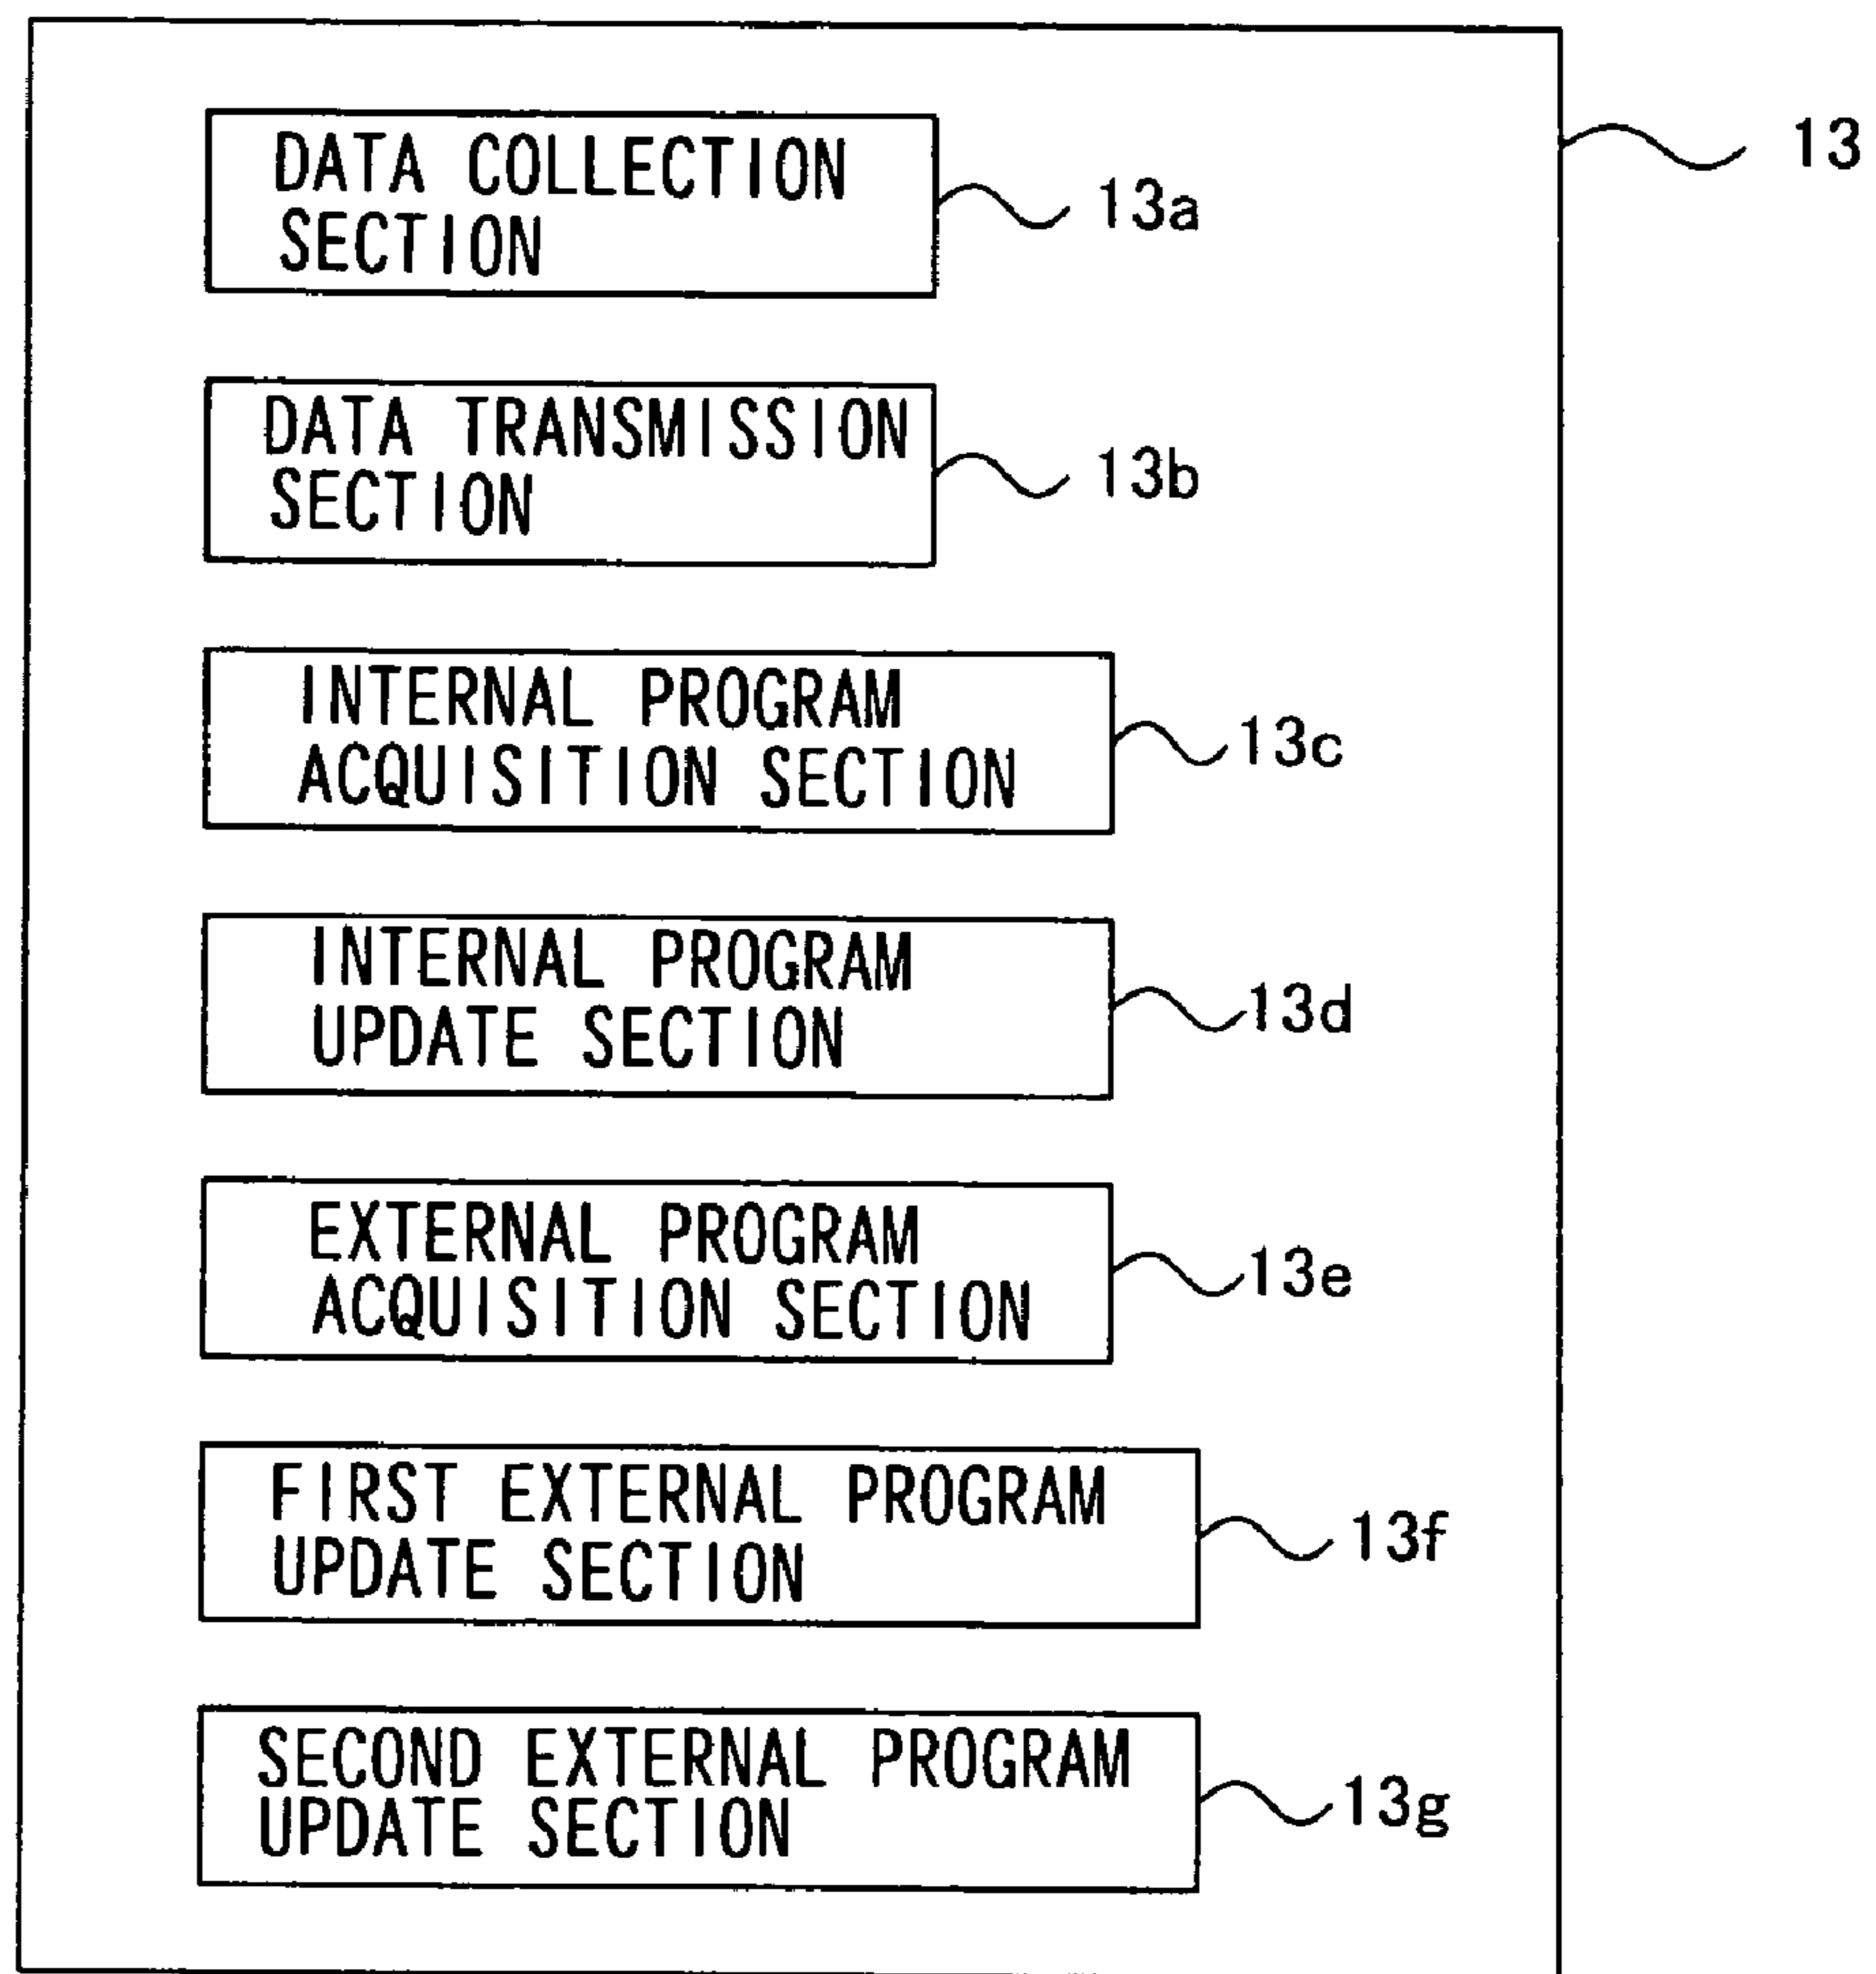 13
DATA COLLECTION
SECTION
13a
DATA TRANSMISSION
SECTION
13b
INTERNAL PROGRAM
ACQUISITION SECTION
13c
INTERNAL PROGRAM
UPDATE SECTION
13d
EXTERNAL PROGRAM
ACQUISITION SECTION
13e
FIRST EXTERNAL PROGRAM
UPDATE SECTION
13f
SECOND EXTERNAL PROGRAM
UPDATE SECTION
13g